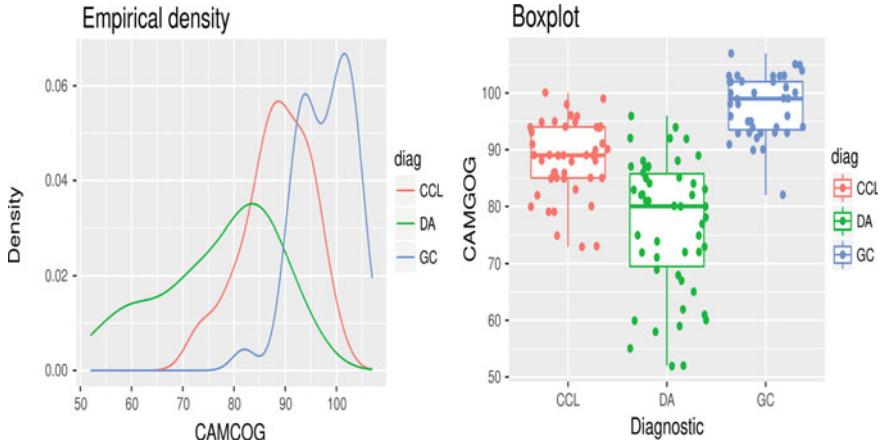 Empirical density
Density
0.06
0.04
0.02
0.00
50 60 70 80 90 100
CAMCOG
diag
CCL
DA
GC
Boxplot
CAMGOG
100
90
80
70
60
50
CCL DA GC
Diagnostic
diag
CCL
DA
GC